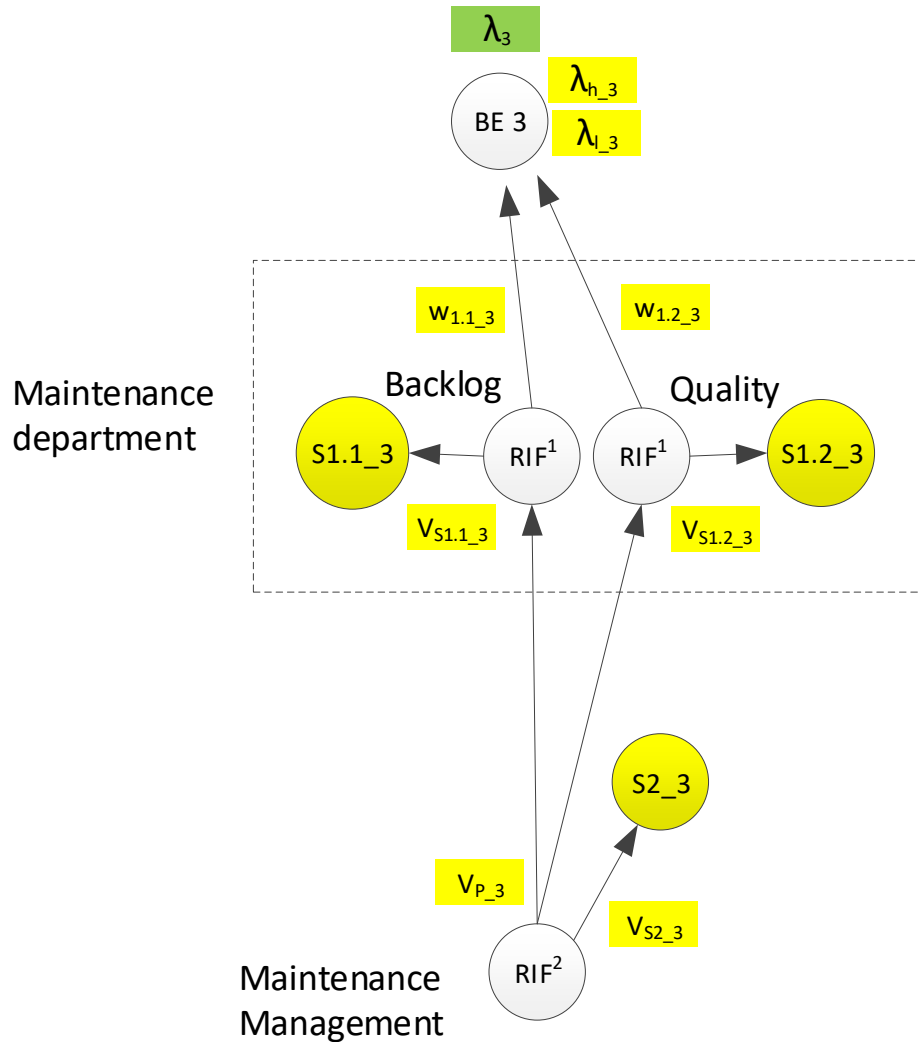 λ3
λh_3
BE 3
λl_3
w1.1_3
w1.2_3
Maintenance
department
Backlog
Quality
S1.1_3
RIF1
RIF1
S1.2_3
VS1.1_3
VS1.2_3
S2_3
VP_3
VS2_3
RIF2
Maintenance
Management